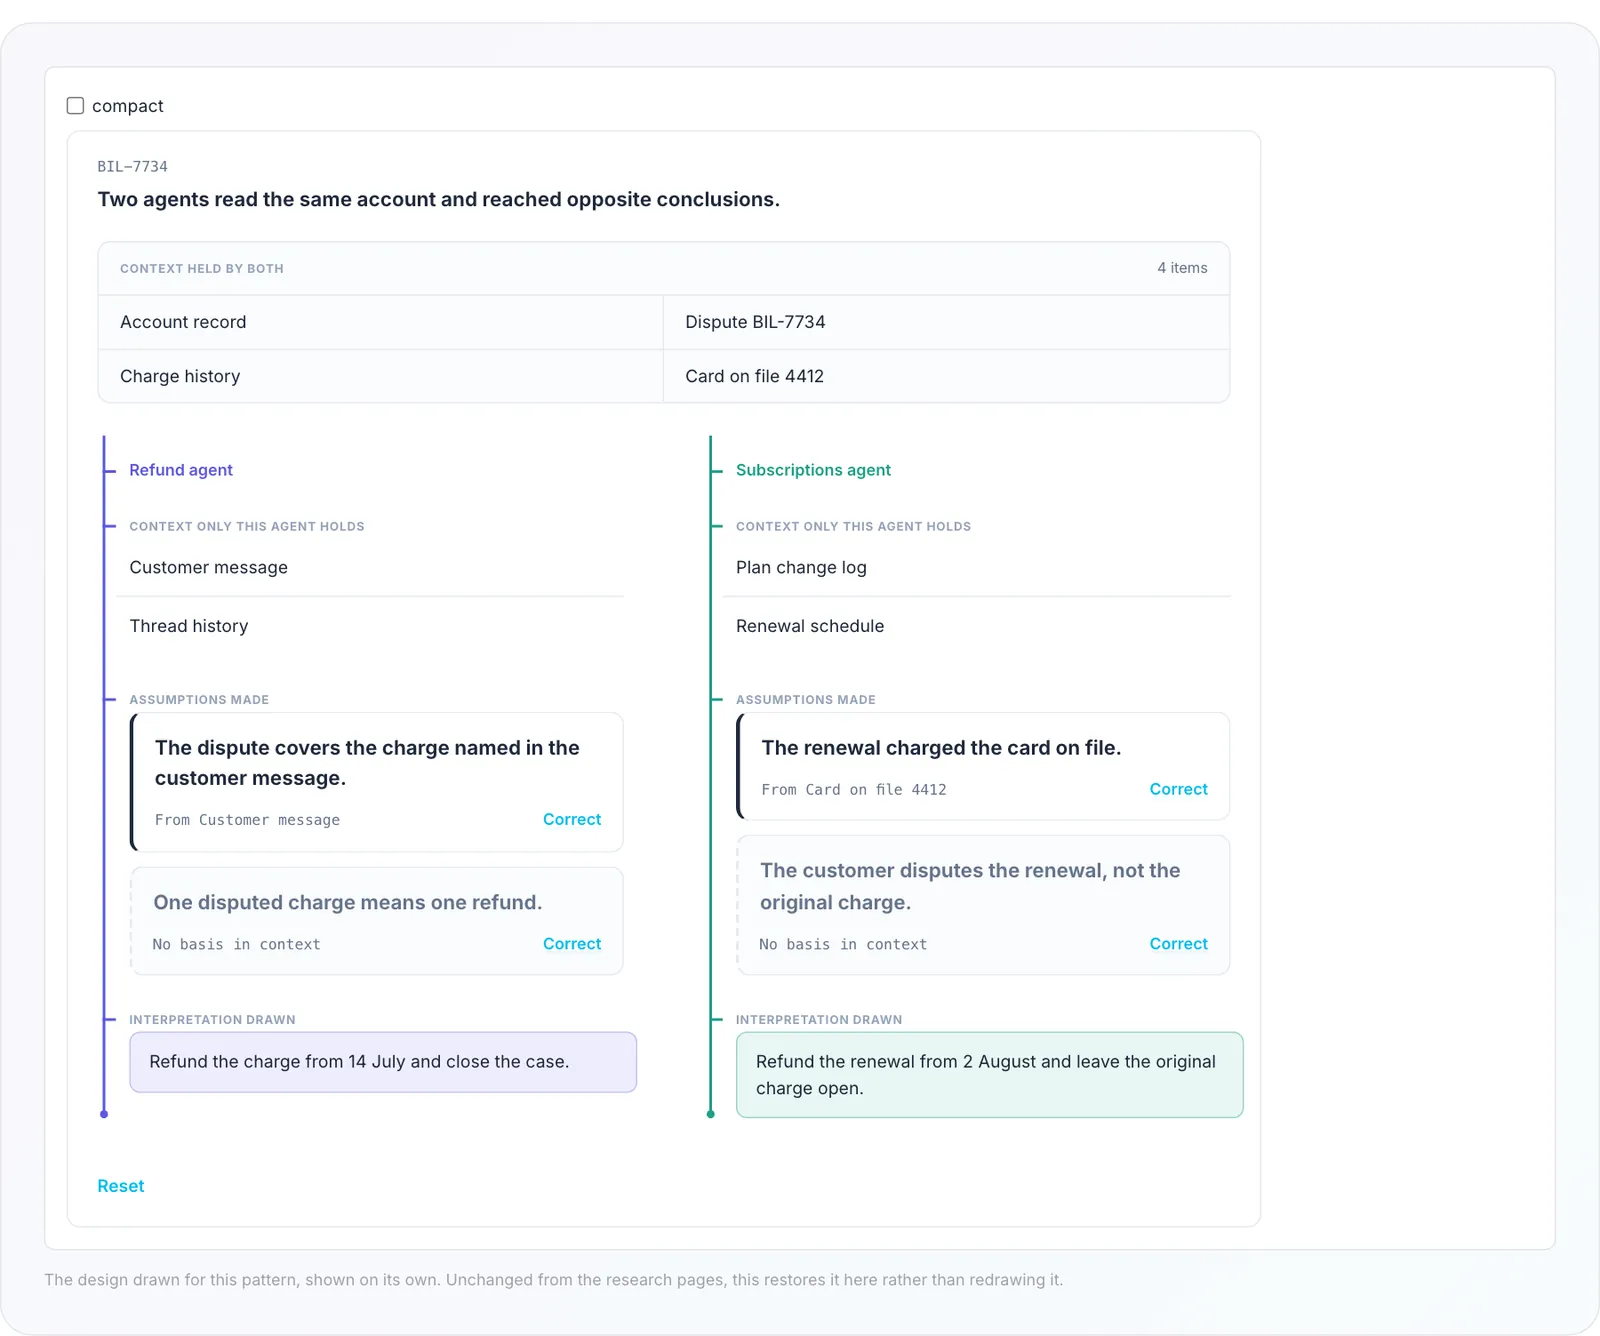 compact
BIL-7734
Two agents read the same account and reached opposite conclusions.
CONTEXT HELD BY BOTH
4 items
Account record
Dispute BIL-7734
Charge history
Card on file 4412
Refund agent
CONTEXT ONLY THIS AGENT HOLDS
Customer message
Thread history
ASSUMPTIONS MADE
The dispute covers the charge named in the
customer message.
From Customer message
Correct
One disputed charge means one refund.
No basis in context
Correct
INTERPRETATION DRAWN
Refund the charge from 14 July and close the case.
Subscriptions agent
CONTEXT ONLY THIS AGENT HOLDS
Plan change log
Renewal schedule
ASSUMPTIONS MADE
The renewal charged the card on file.
From Card on file 4412
Correct
The customer disputes the renewal, not the
original charge.
No basis in context
Correct
INTERPRETATION DRAWN
Refund the renewal from 2 August and leave the original
charge open.
Reset
The design drawn for this pattern, shown on its own. Unchanged from the research pages, this restores it here rather than redrawing it.